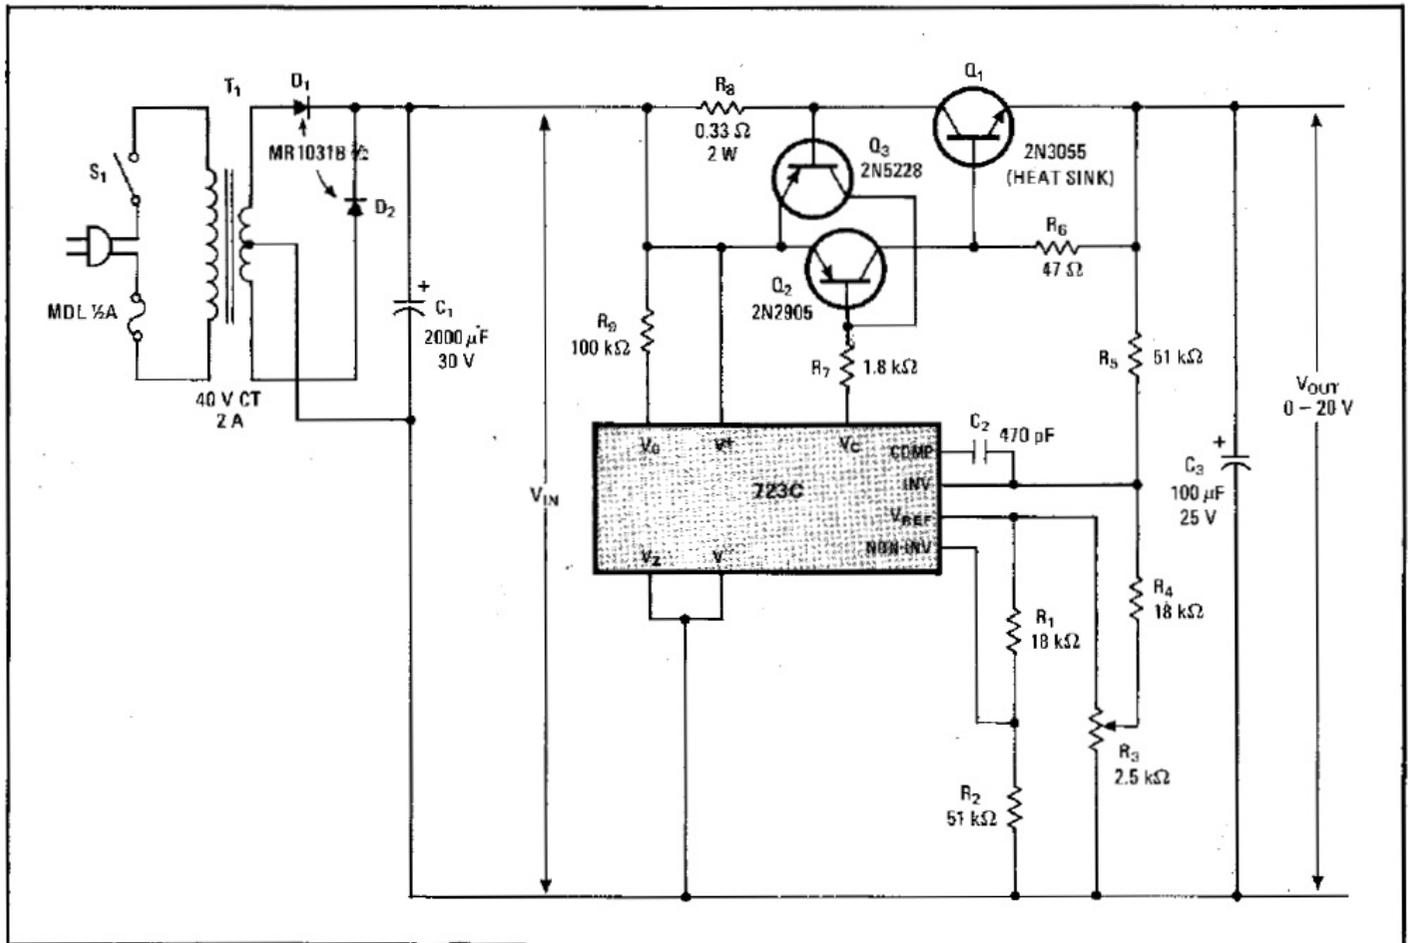 T1
D1
MR1031B ½
D2
S1
MDL ½A
40 V CT
2 A
+
C1
2000 µF
30 V
VIN
R8
0.33 Ω
2 W
Q3
2N5228
Q1
2N3055
(HEAT SINK)
R6
47 Ω
Q2
2N2905
R9
100 kΩ
R7
1.8 kΩ
R5
51 kΩ
VOUT
0 – 20 V
V0
V+
VC
COMP
C2
470 pF
INV
723C
VREF
NON-INV
VZ
V
+
C3
100 µF
25 V
R1
18 kΩ
R4
18 kΩ
R3
2.5 kΩ
R2
51 kΩ